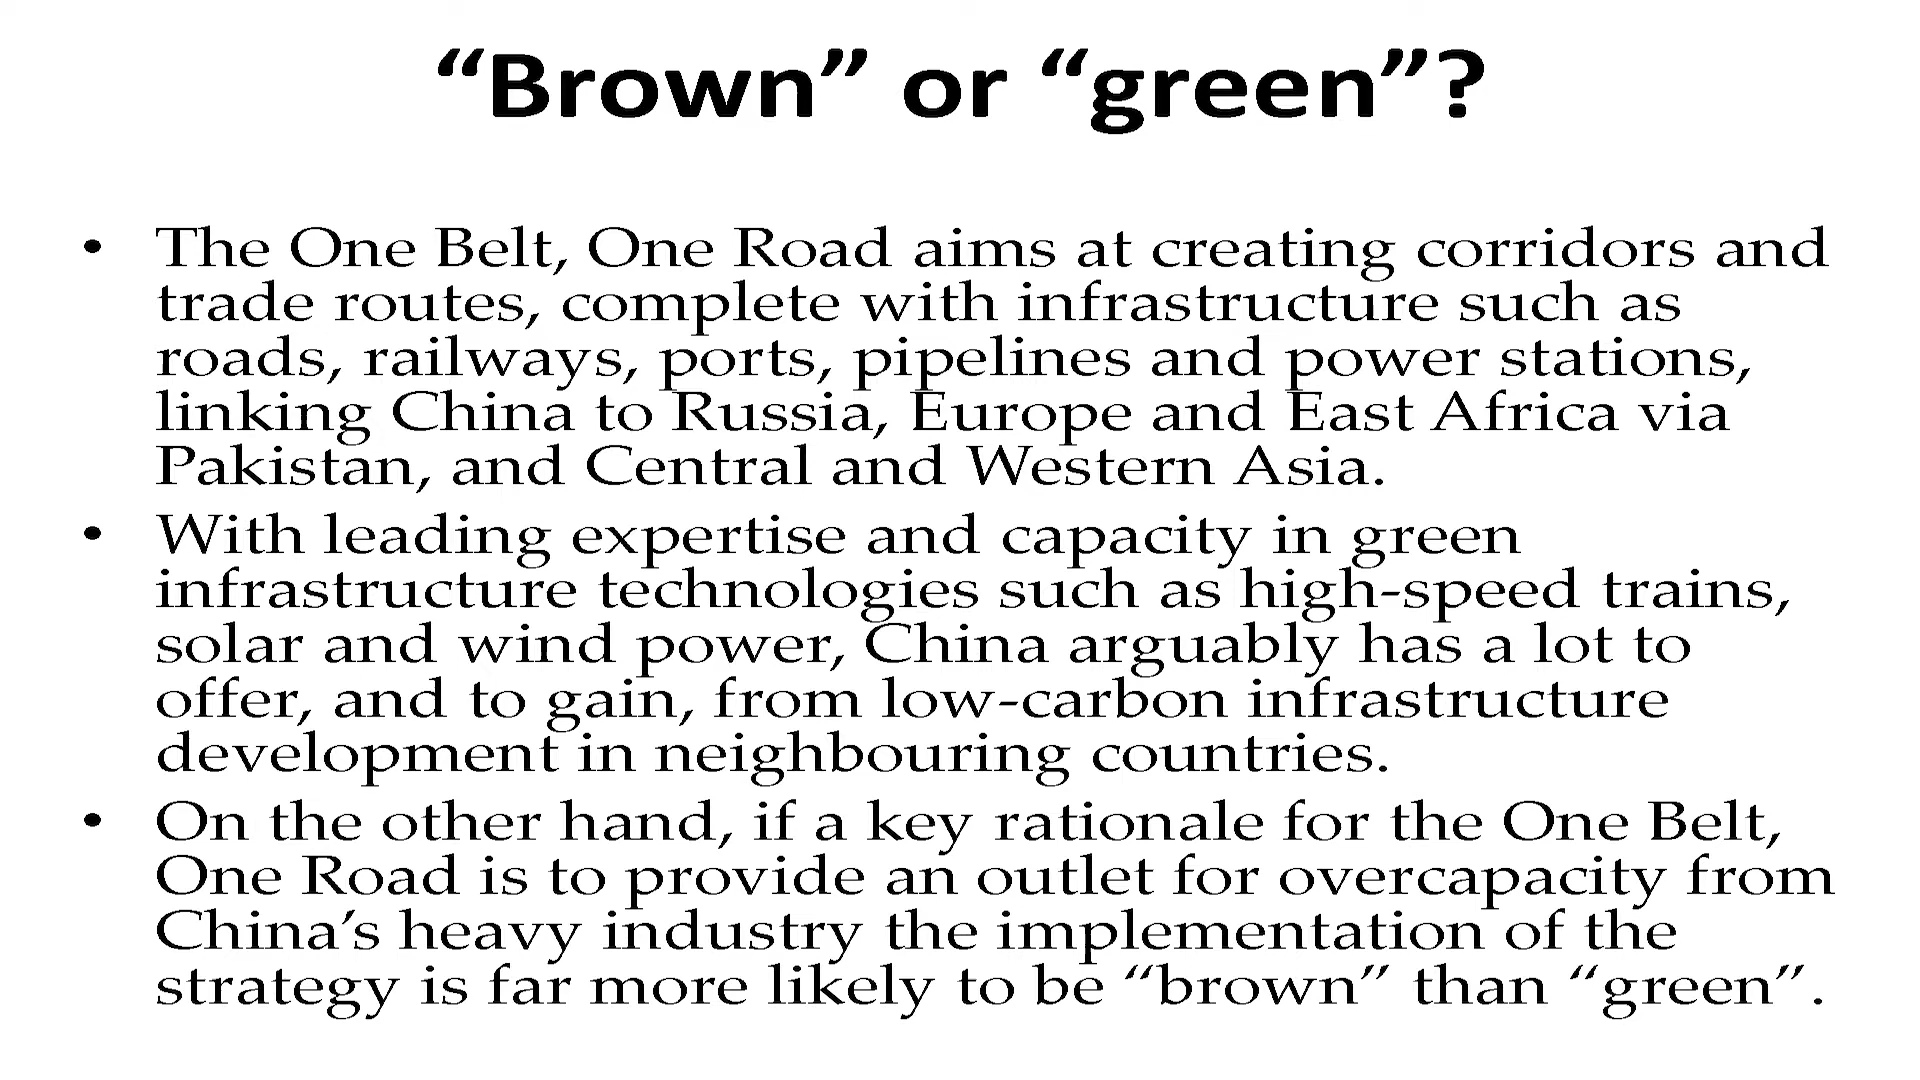 “Brown” or “green”?
• The One Belt, One Road aims at creating corridors and
trade routes, complete with infrastructure such as
roads, railways, ports, pipelines and power stations,
linking China to Russia, Europe and East Africa via
Pakistan, and Central and Western Asia.
• With leading expertise and capacity in green
infrastructure technologies such as high-speed trains,
solar and wind power, China arguably has a lot to
offer, and to gain, from low-carbon infrastructure
development in neighbouring countries.
• On the other hand, if a key rationale for the One Belt,
One Road is to provide an outlet for overcapacity from
China’s heavy industry the implementation of the
strategy is far more likely to be “brown” than “green”.